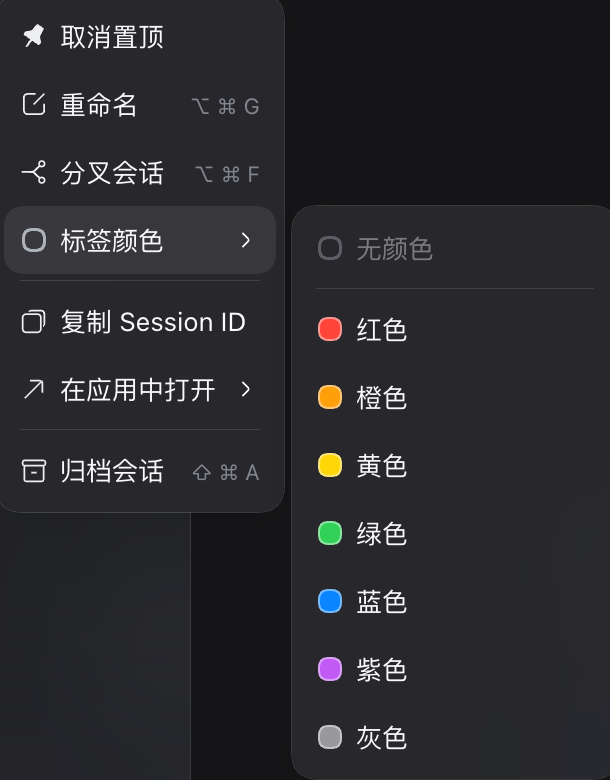 取消置顶
重命名 ⌥ ⌘ G
分叉会话 ⌥ ⌘ F
标签颜色
复制 Session ID
在应用中打开
归档会话 ⇧ ⌘ A
无颜色
红色
橙色
黄色
绿色
蓝色
紫色
灰色